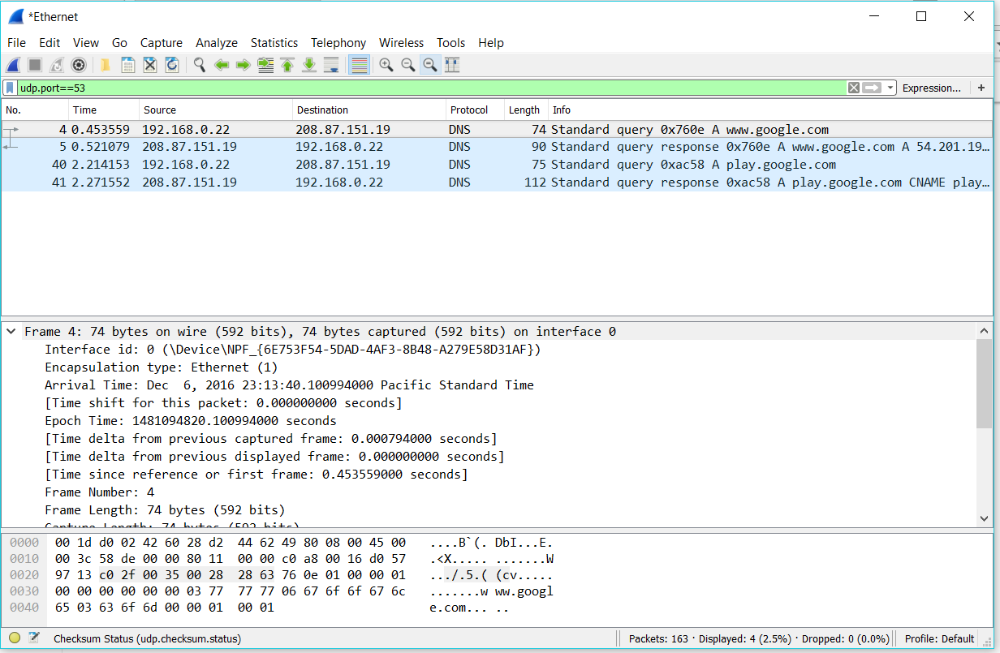 *Ethernet
File Edit View Go Capture Analyze Statistics Telephony Wireless Tools Help
udp.port==53 Expression... +
No. Time Source Destination Protocol Length Info
4 0.453559 192.168.0.22 208.87.151.19 DNS 74 Standard query 0x760e A www.google.com
5 0.521079 208.87.151.19 192.168.0.22 DNS 90 Standard query response 0x760e A www.google.com A 54.201.19…
40 2.214153 192.168.0.22 208.87.151.19 DNS 75 Standard query 0xac58 A play.google.com
41 2.271552 208.87.151.19 192.168.0.22 DNS 112 Standard query response 0xac58 A play.google.com CNAME play…
Frame 4: 74 bytes on wire (592 bits), 74 bytes captured (592 bits) on interface 0
Interface id: 0 (\Device\NPF_{6E753F54-5DAD-4AF3-8B48-A279E58D31AF})
Encapsulation type: Ethernet (1)
Arrival Time: Dec  6, 2016 23:13:40.100994000 Pacific Standard Time
[Time shift for this packet: 0.000000000 seconds]
Epoch Time: 1481094820.100994000 seconds
[Time delta from previous captured frame: 0.000794000 seconds]
[Time delta from previous displayed frame: 0.000000000 seconds]
[Time since reference or first frame: 0.453559000 seconds]
Frame Number: 4
Frame Length: 74 bytes (592 bits)
Capture Length: 74 bytes (592 bits)
0000 00 1d d0 02 42 60 28 d2 44 62 49 80 08 00 45 00 ....B`(. DbI...E.
0010 00 3c 58 de 00 00 80 11 00 00 c0 a8 00 16 d0 57 .<X..... .......W
0020 97 13 c0 2f 00 35 00 28 28 63 76 0e 01 00 00 01 .../.5.( (cv.....
0030 00 00 00 00 00 00 03 77 77 77 06 67 6f 6f 67 6c .......w ww.googl
0040 65 03 63 6f 6d 00 00 01 00 01 e.com... ..
Checksum Status (udp.checksum.status) Packets: 163 · Displayed: 4 (2.5%) · Dropped: 0 (0.0%) Profile: Default